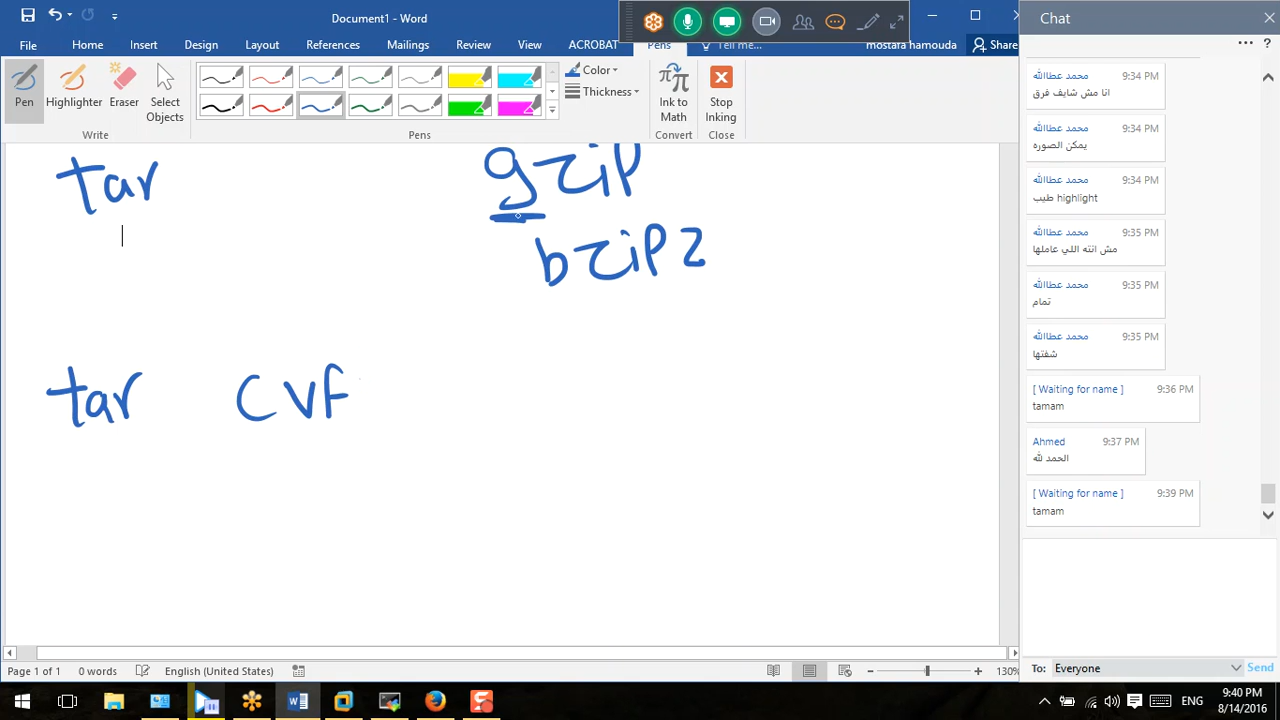 Document1 - Word
Chat
File Home Insert Design Layout References Mailings Review View ACROBAT Pens Tell me... mostafa hamouda Share
Pen Highlighter Eraser Select Objects
Color
Thickness
Ink to Math Stop Inking
Write Pens Convert Close
tar gzip
bzip2
tar cvf
محمد عطاالله 9:34 PM
انا مش شايف فرق
محمد عطاالله 9:34 PM
يمكن الصوره
محمد عطاالله 9:34 PM
طيب highlight
محمد عطاالله 9:35 PM
مش انته اللي عاملها
محمد عطاالله 9:35 PM
تمام
محمد عطاالله 9:35 PM
شفتها
[ Waiting for name ] 9:36 PM
tamam
Ahmed 9:37 PM
الحمد لله
[ Waiting for name ] 9:39 PM
tamam
To: Everyone Send
Page 1 of 1 0 words English (United States) 130%
ENG 9:40 PM
8/14/2016